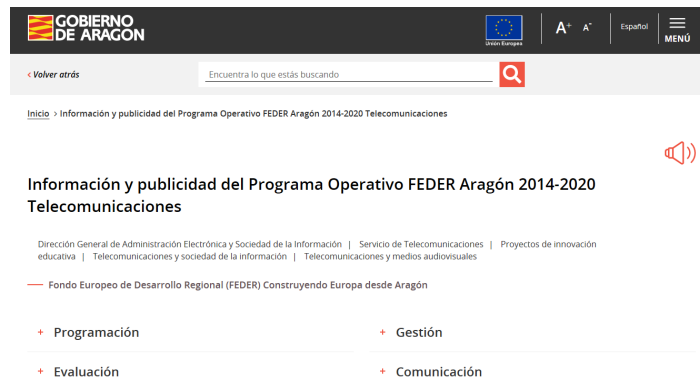 GOBIERNO
DE ARAGON
Unión Europea
A+ A-
Español
MENÚ
< Volver atrás
Encuentra lo que estás buscando
Inicio > Información y publicidad del Programa Operativo FEDER Aragón 2014-2020 Telecomunicaciones
Información y publicidad del Programa Operativo FEDER Aragón 2014-2020
Telecomunicaciones
Dirección General de Administración Electrónica y Sociedad de la Información | Servicio de Telecomunicaciones | Proyectos de innovación
educativa | Telecomunicaciones y sociedad de la información | Telecomunicaciones y medios audiovisuales
Fondo Europeo de Desarrollo Regional (FEDER) Construyendo Europa desde Aragón
+ Programación
+ Gestión
+ Evaluación
+ Comunicación